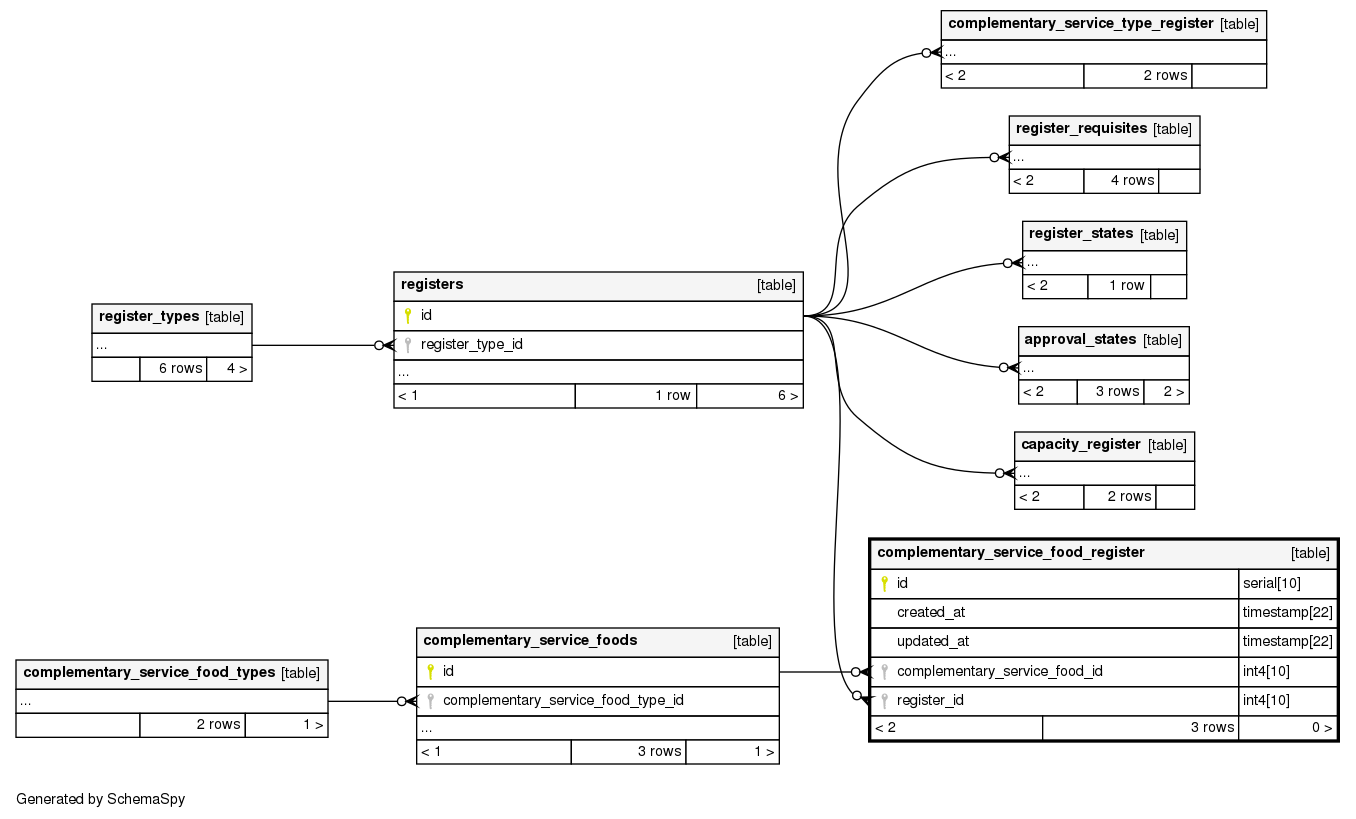 complementary_service_type_register [table]
...
< 2 2 rows
register_requisites [table]
...
< 2 4 rows
register_states [table]
...
< 2 1 row
registers [table]
id
register_type_id
...
< 1 1 row 6 >
register_types [table]
...
6 rows 4 >
approval_states [table]
...
< 2 3 rows 2 >
capacity_register [table]
...
< 2 2 rows
complementary_service_food_register [table]
id serial[10]
created_at timestamp[22]
updated_at timestamp[22]
complementary_service_food_id int4[10]
register_id int4[10]
< 2 3 rows 0 >
complementary_service_foods [table]
id
complementary_service_food_type_id
...
< 1 3 rows 1 >
complementary_service_food_types [table]
...
2 rows 1 >
Generated by SchemaSpy